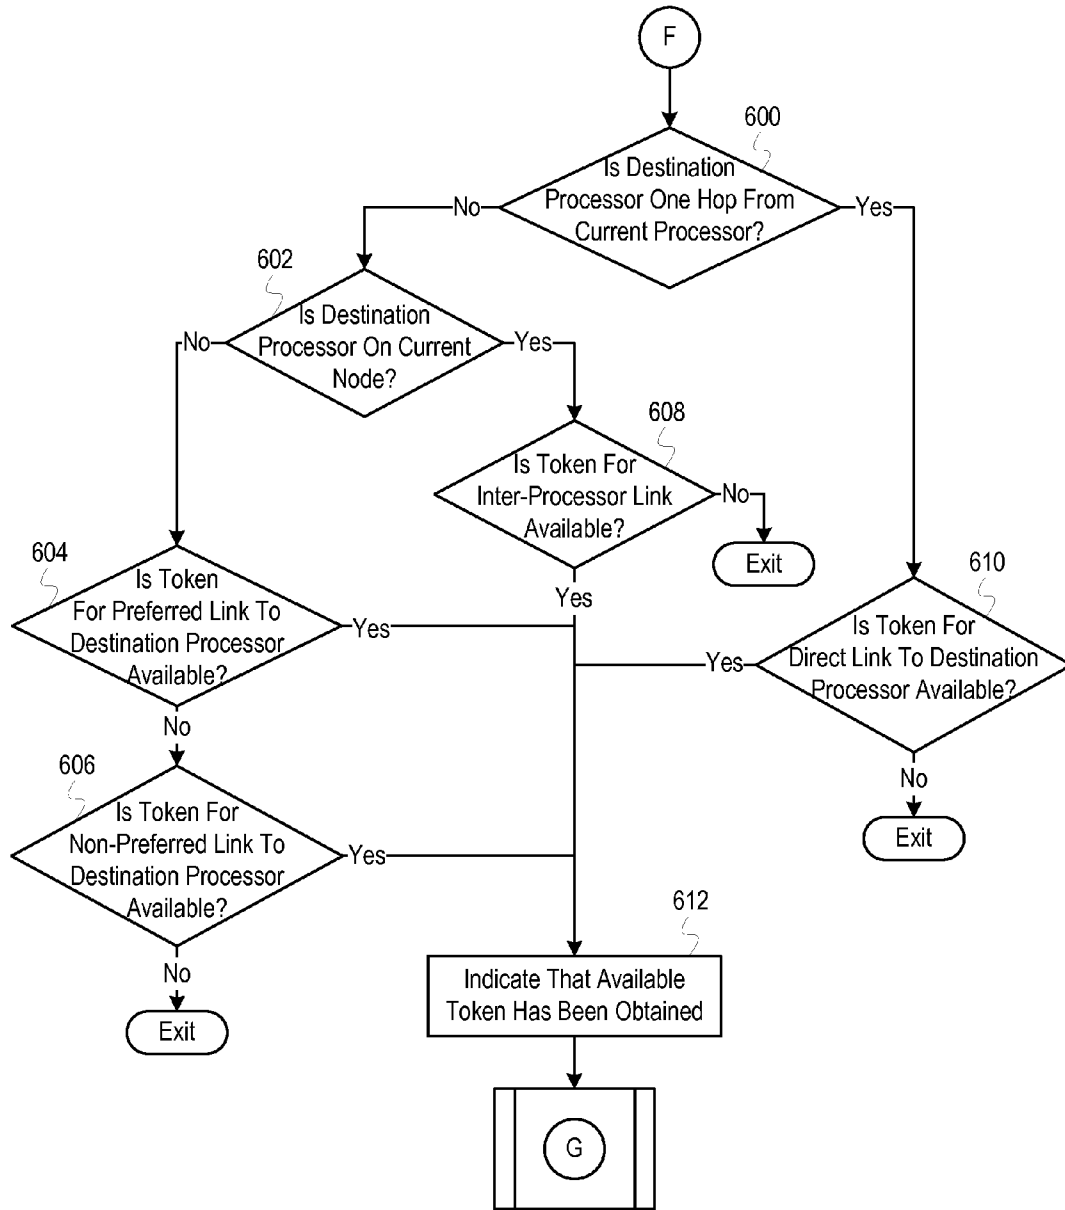 F
600
Is Destination
Processor One Hop From
Current Processor?
No
Yes
602
Is Destination
Processor On Current
Node?
No
Yes
608
Is Token For
Inter-Processor Link
Available?
No
Exit
Yes
604
Is Token
For Preferred Link To
Destination Processor
Available?
Yes
No
610
Is Token For
Direct Link To Destination
Processor Available?
Yes
No
Exit
606
Is Token For
Non-Preferred Link To
Destination Processor
Available?
Yes
No
Exit
612
Indicate That Available
Token Has Been Obtained
G